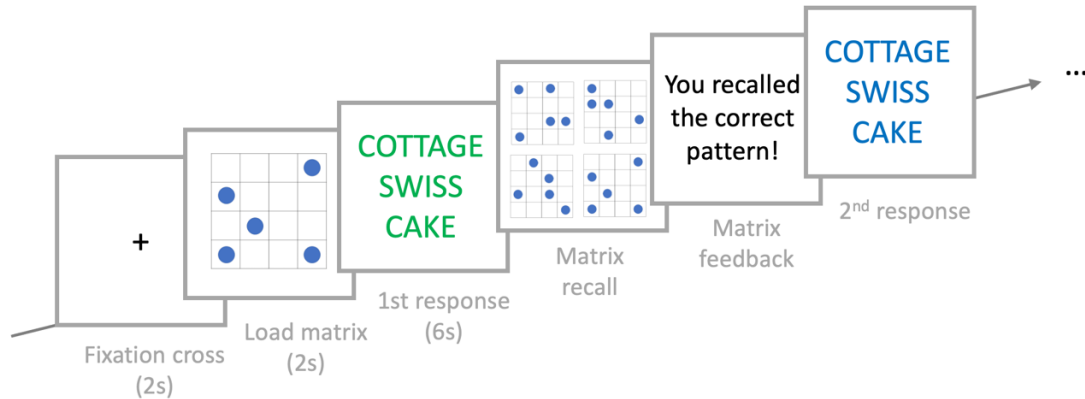 +
Fixation cross
(2s)
Load matrix
(2s)
COTTAGE
SWISS
CAKE
1st response
(6s)
Matrix
recall
You recalled
the correct
pattern!
Matrix
feedback
COTTAGE
SWISS
CAKE
2nd response
...